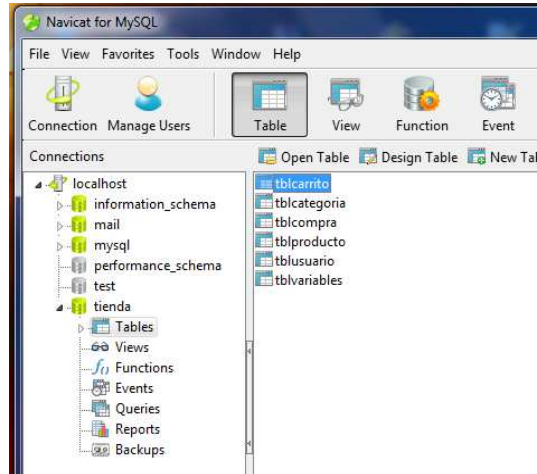 Navicat for MySQL
File View Favorites Tools Window Help
Connection Manage Users Table View Function Event
Connections
Open Table Design Table New Tal
localhost
information_schema
mail
mysql
performance_schema
test
tienda
Tables
Views
Functions
Events
Queries
Reports
Backups
tblcarrito
tblcategoria
tblcompra
tblproducto
tblusuario
tblvariables